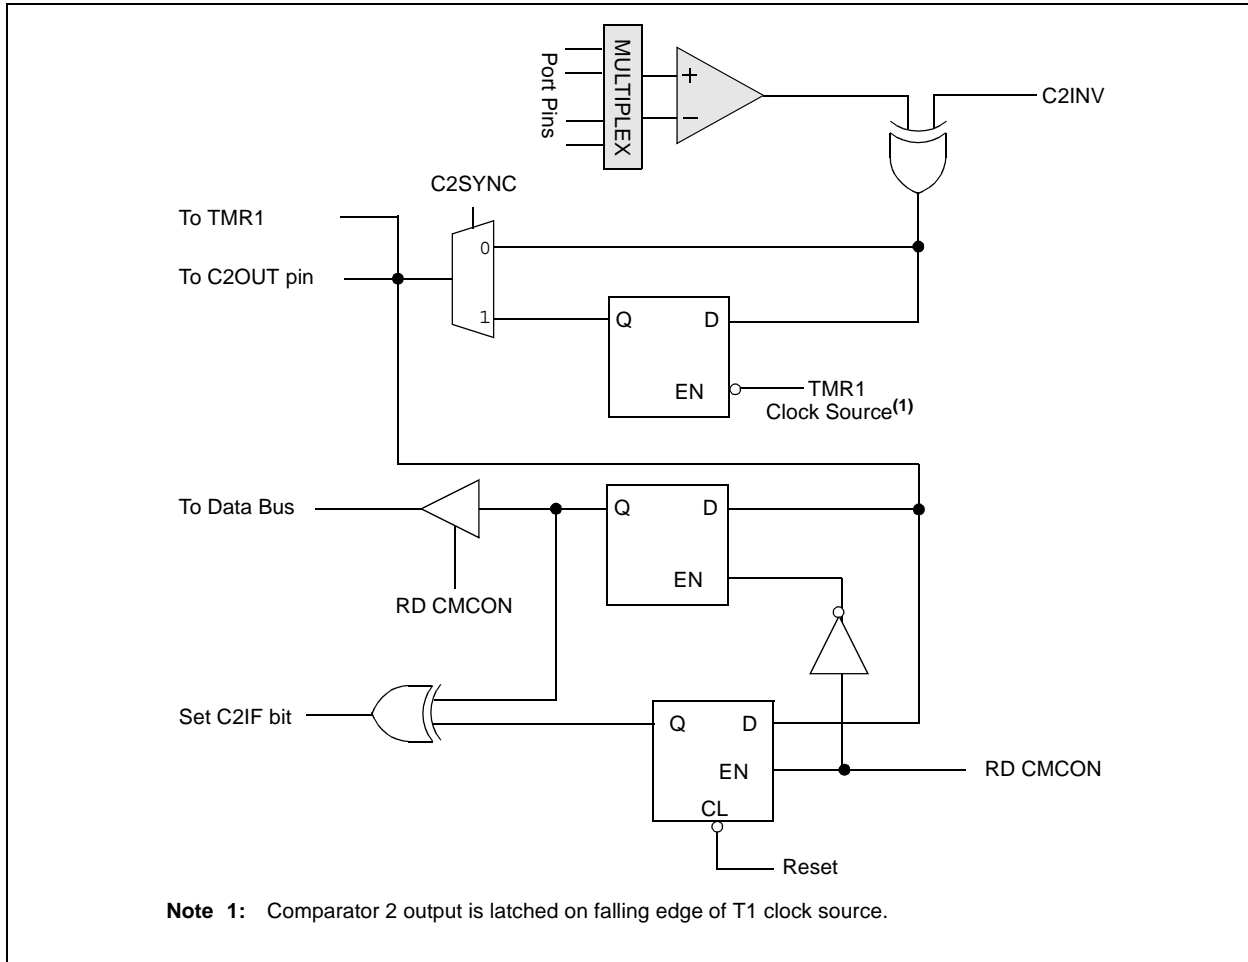 MULTIPLEX
Port Pins
+
−
C2INV
C2SYNC
To TMR1
0
To C2OUT pin
1
Q D
EN
TMR1
Clock Source(1)
To Data Bus
Q D
EN
RD CMCON
Set C2IF bit
Q D
EN
RD CMCON
CL
Reset
Note 1: Comparator 2 output is latched on falling edge of T1 clock source.